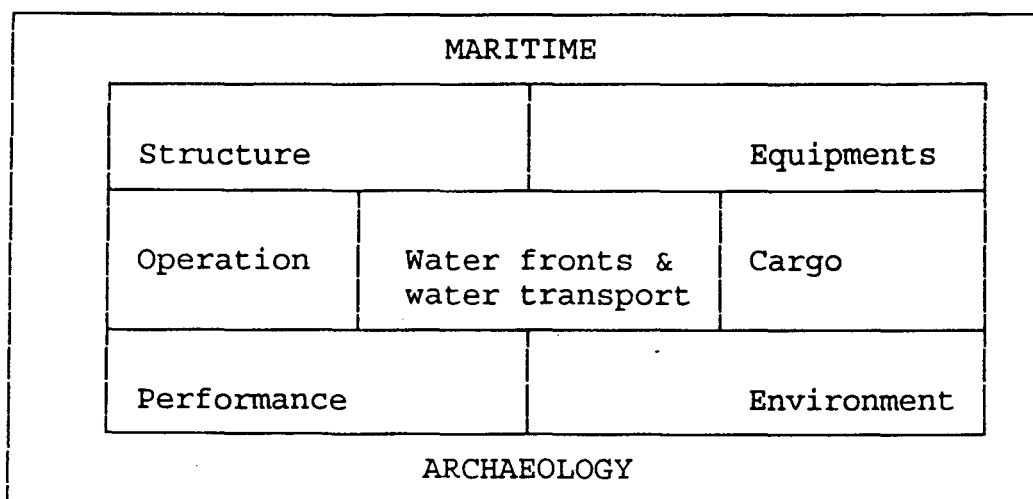 MARITIME
Structure Equipments
Operation Water fronts & Cargo
water transport
Performance Environment
ARCHAEOLOGY